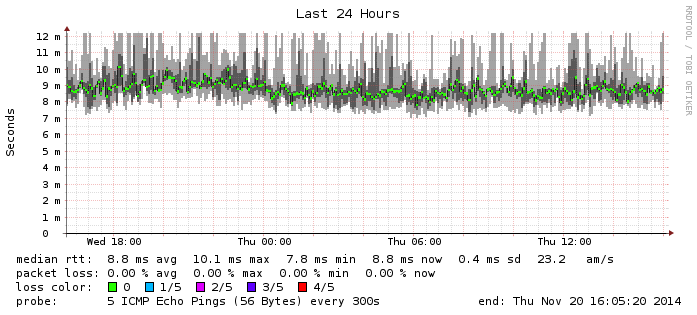 Last 24 Hours
RRDTOOL / TOBI OETIKER
Seconds
12 m
11 m
10 m
9 m
8 m
7 m
6 m
5 m
4 m
3 m
2 m
1 m
0
Wed 18:00 Thu 00:00 Thu 06:00 Thu 12:00
median rtt: 8.8 ms avg 10.1 ms max 7.8 ms min 8.8 ms now 0.4 ms sd 23.2 am/s
packet loss: 0.00 % avg 0.00 % max 0.00 % min 0.00 % now
loss color: 0 1/5 2/5 3/5 4/5
probe: 5 ICMP Echo Pings (56 Bytes) every 300s end: Thu Nov 20 16:05:20 2014